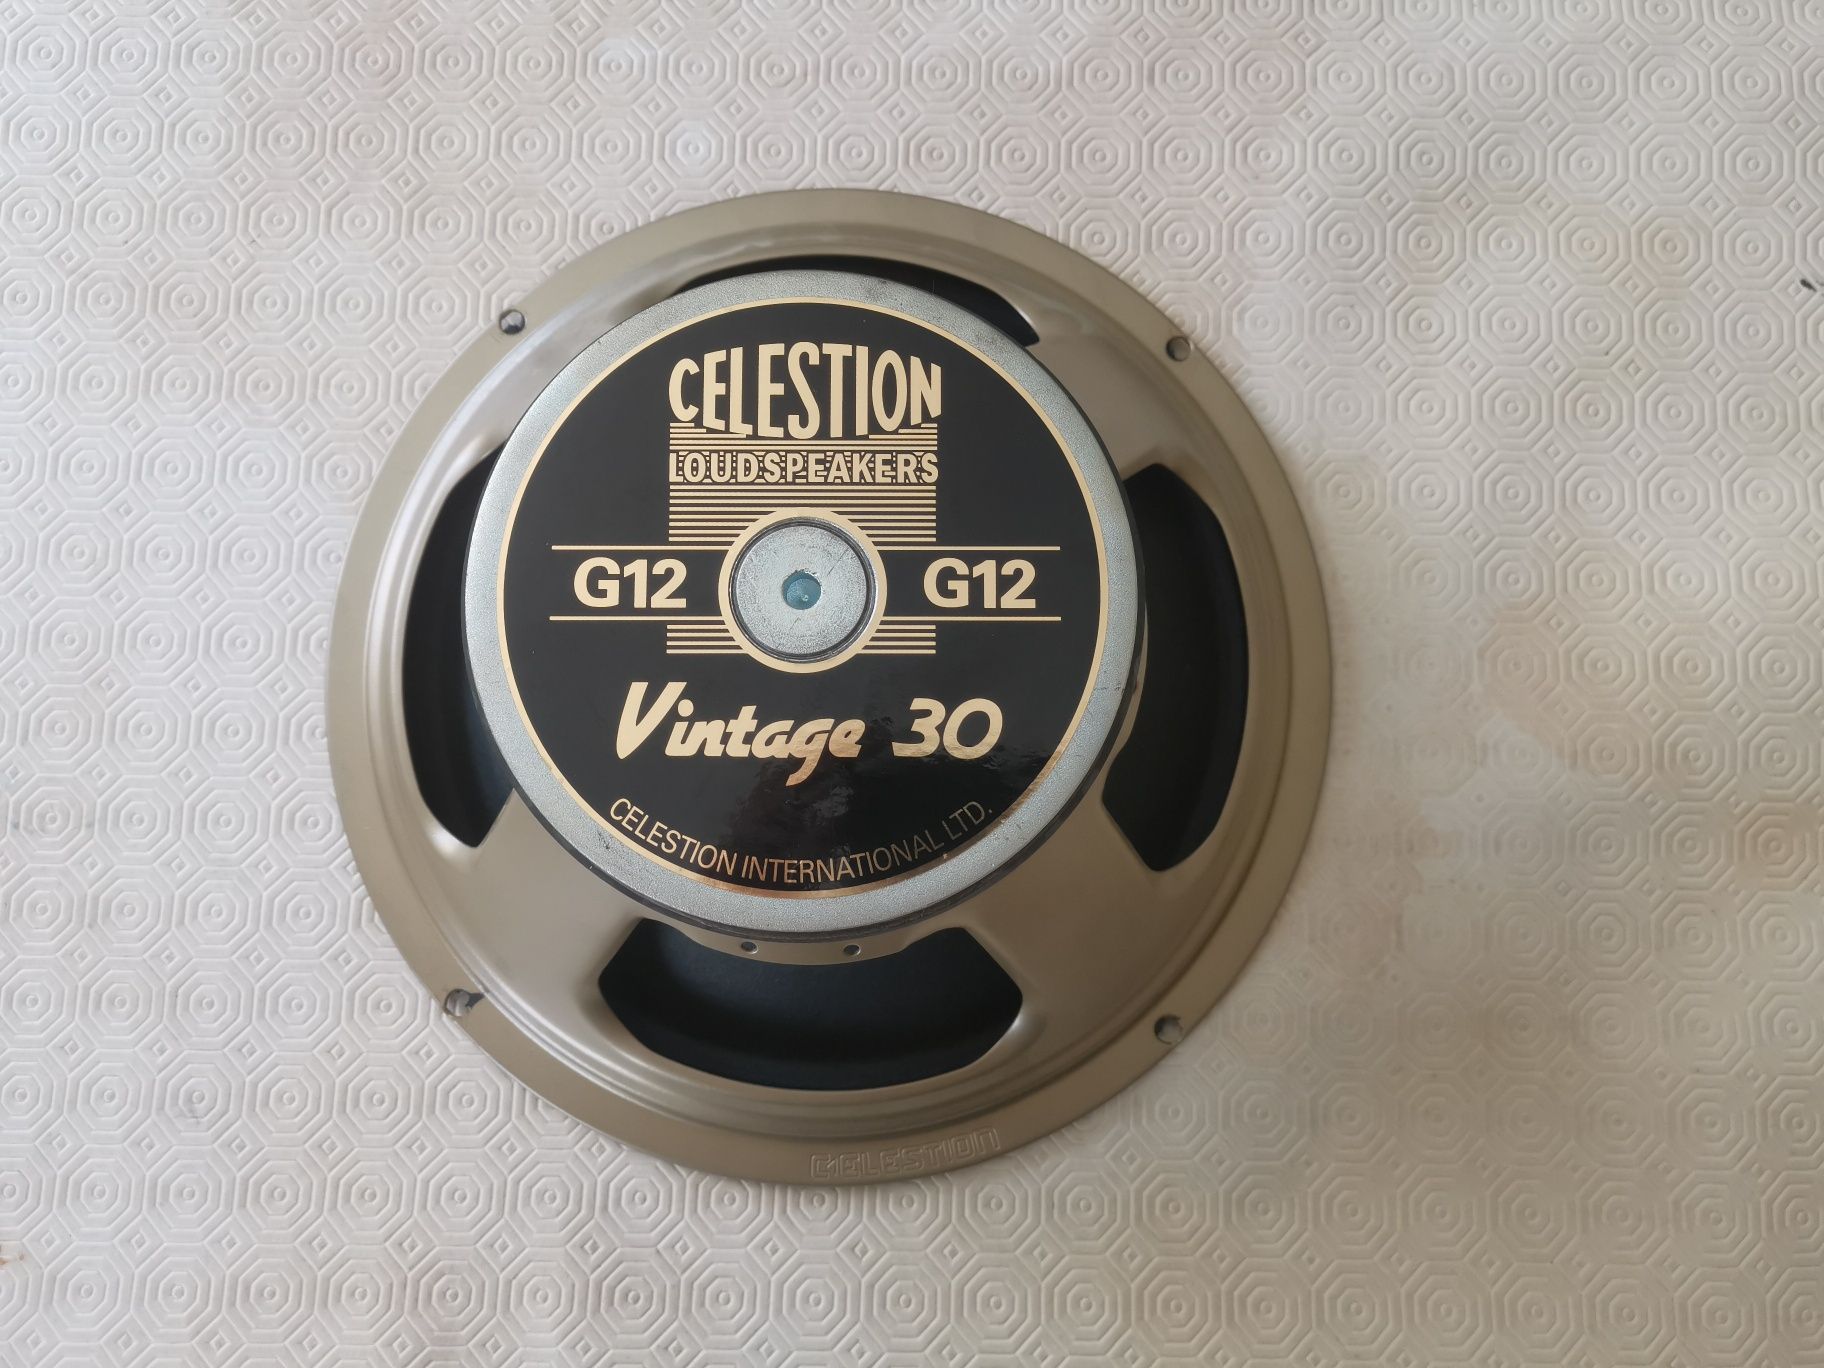 CELESTION
LOUDSPEAKERS
G12 G12
Vintage 30
CELESTION INTERNATIONAL LTD.
CELESTION